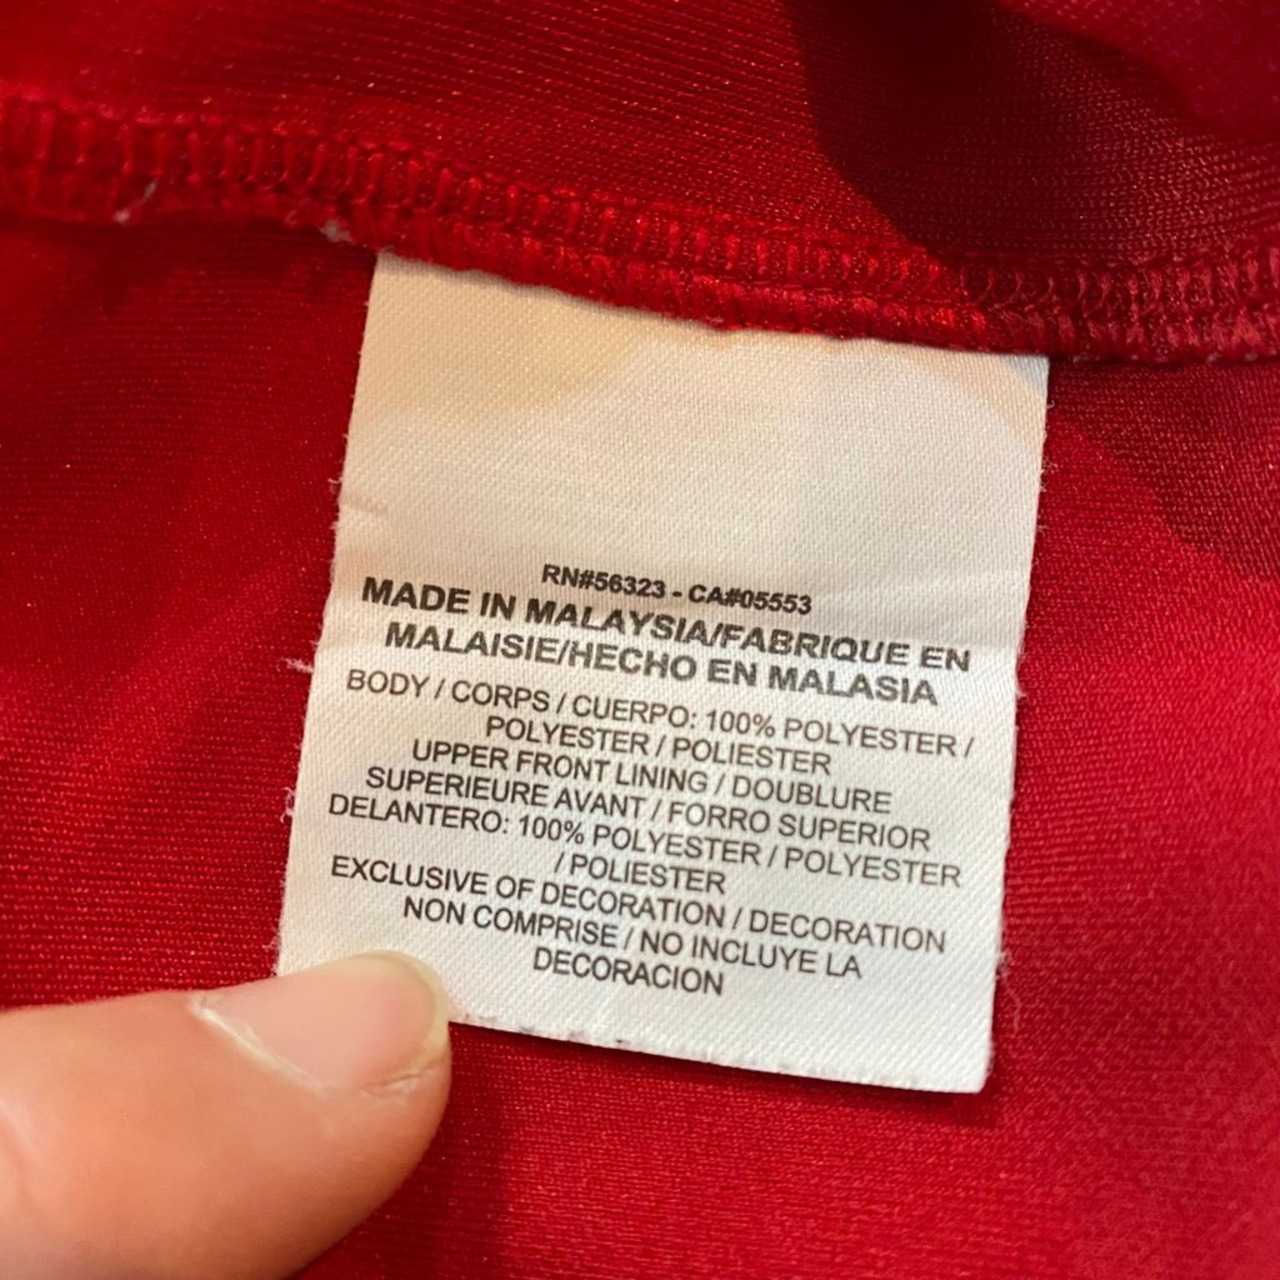 RN#56323 - CA#05553
MADE IN MALAYSIA/FABRIQUE EN
MALAISIE/HECHO EN MALASIA
BODY / CORPS / CUERPO: 100% POLYESTER /
POLYESTER / POLIESTER
UPPER FRONT LINING / DOUBLURE
SUPERIEURE AVANT / FORRO SUPERIOR
DELANTERO: 100% POLYESTER / POLYESTER
/ POLIESTER
EXCLUSIVE OF DECORATION / DECORATION
NON COMPRISE / NO INCLUYE LA
DECORACION